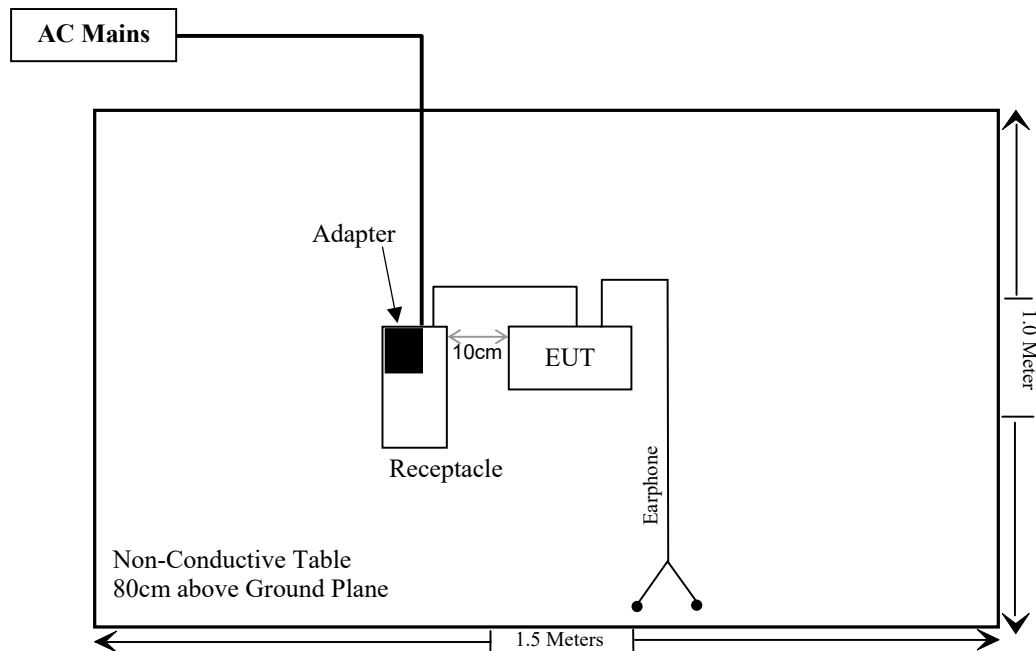 AC Mains
Adapter
10cm
EUT
1.0 Meter
Receptacle
Earphone
Non-Conductive Table
80cm above Ground Plane
1.5 Meters